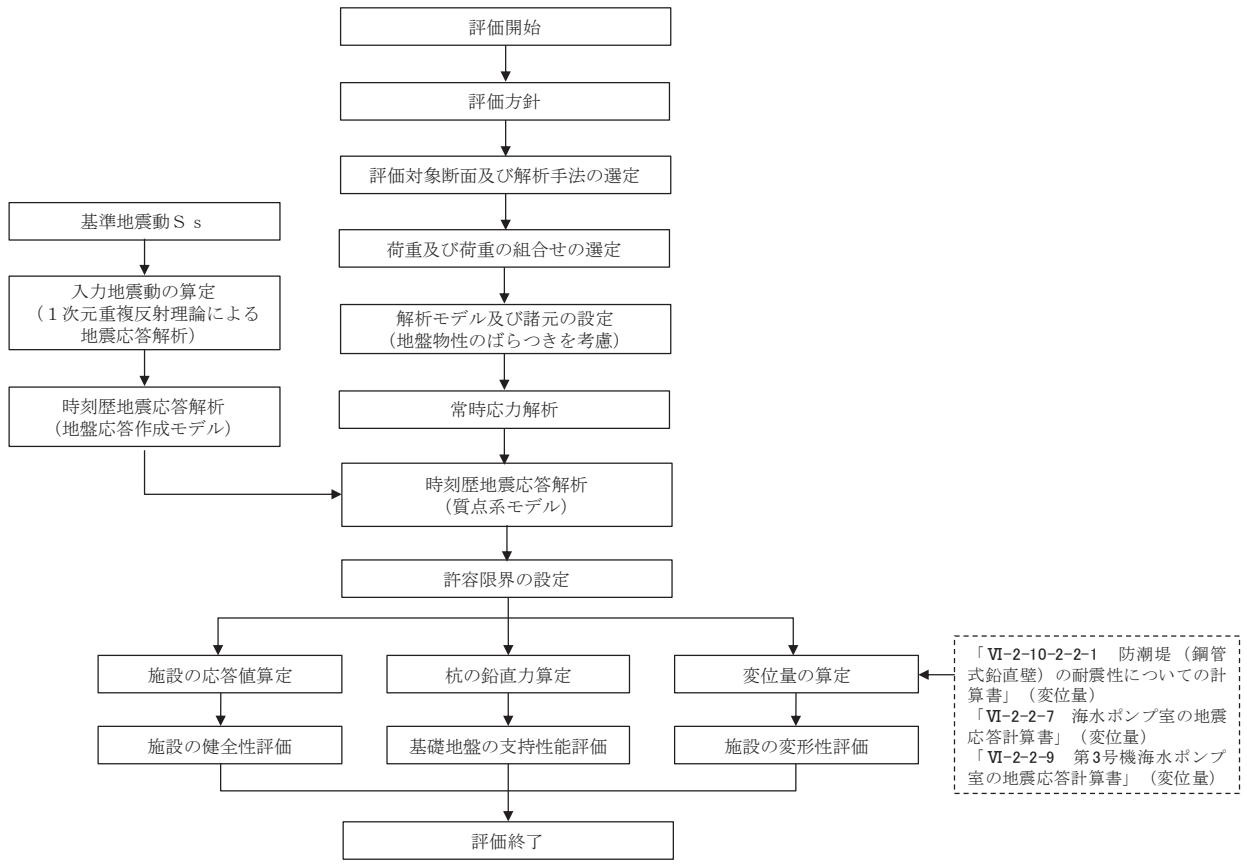 評価開始
評価方針
評価対象断面及び解析手法の選定
基準地震動Ss
荷重及び荷重の組合せの選定
入力地震動の算定
(1次元重複反射理論による
地震応答解析)
解析モデル及び諸元の設定
(地盤物性のばらつきを考慮)
時刻歴地震応答解析
(地盤応答作成モデル)
常時応力解析
時刻歴地震応答解析
(質点系モデル)
許容限界の設定
施設の応答値算定
杭の鉛直力算定
変位量の算定
「Ⅵ-2-10-2-2-1 防潮堤(鋼管
式鉛直壁)の耐震性についての計
算書」(変位量)
「Ⅵ-2-2-7 海水ポンプ室の地震
応答計算書」(変位量)
「Ⅵ-2-2-9 第3号機海水ポンプ
室の地震応答計算書」(変位量)
施設の健全性評価
基礎地盤の支持性能評価
施設の変形性評価
評価終了